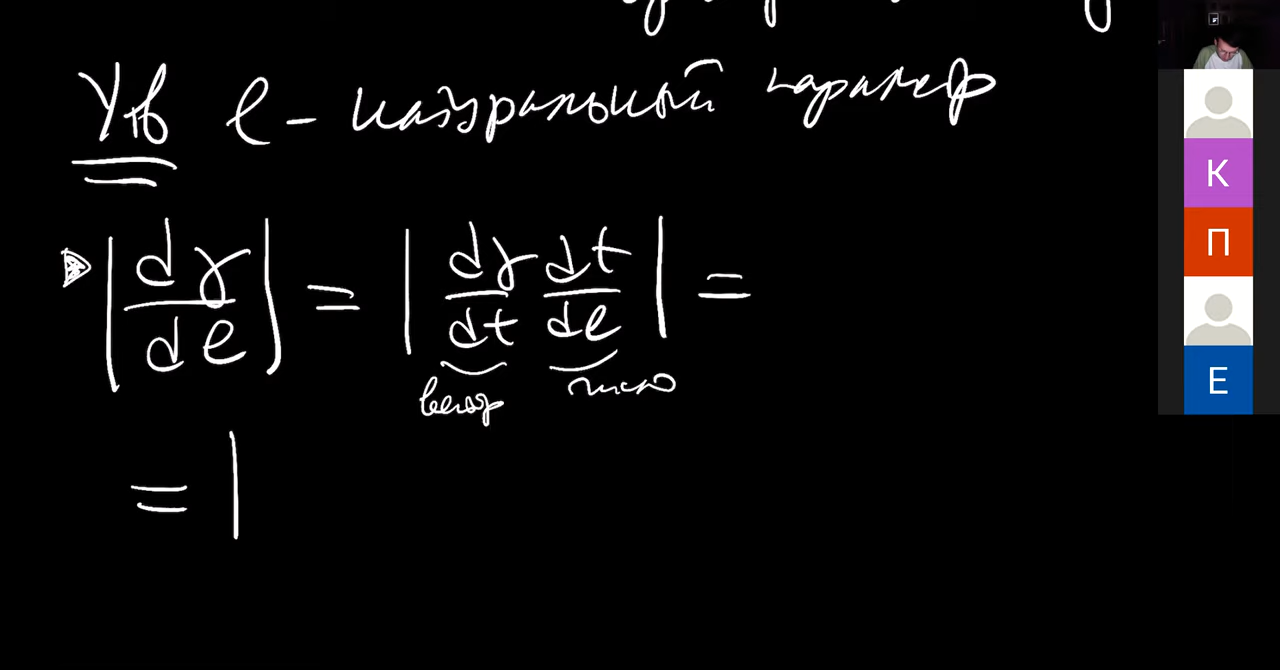 Утв l - натуральный параметр
▷ |dγ/dl| = |dγ/dt dt/dl| =
вектор число
= |
К
П
Е